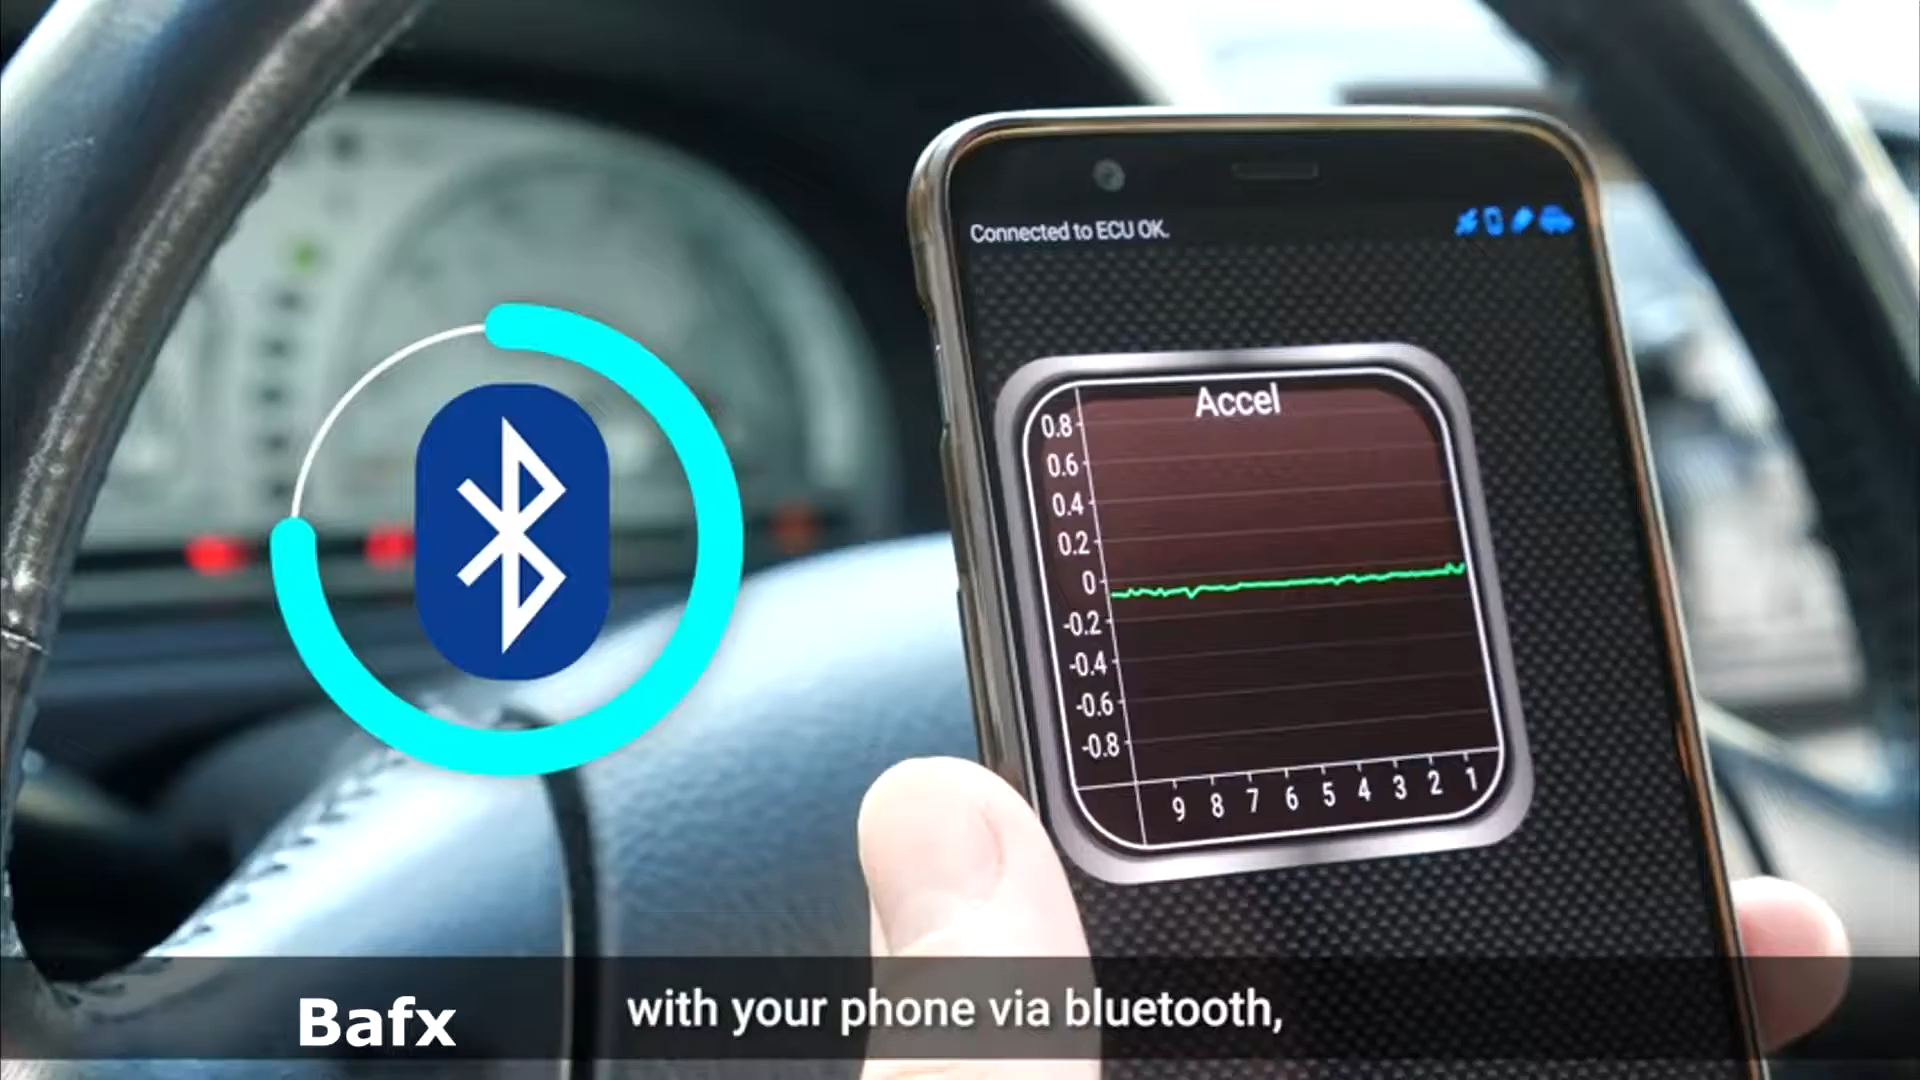 Connected to ECU OK.
Accel
0.8
0.6
0.4
0.2
0
-0.2
-0.4
-0.6
-0.8
9 8 7 6 5 4 3 2 1
Bafx
with your phone via bluetooth,